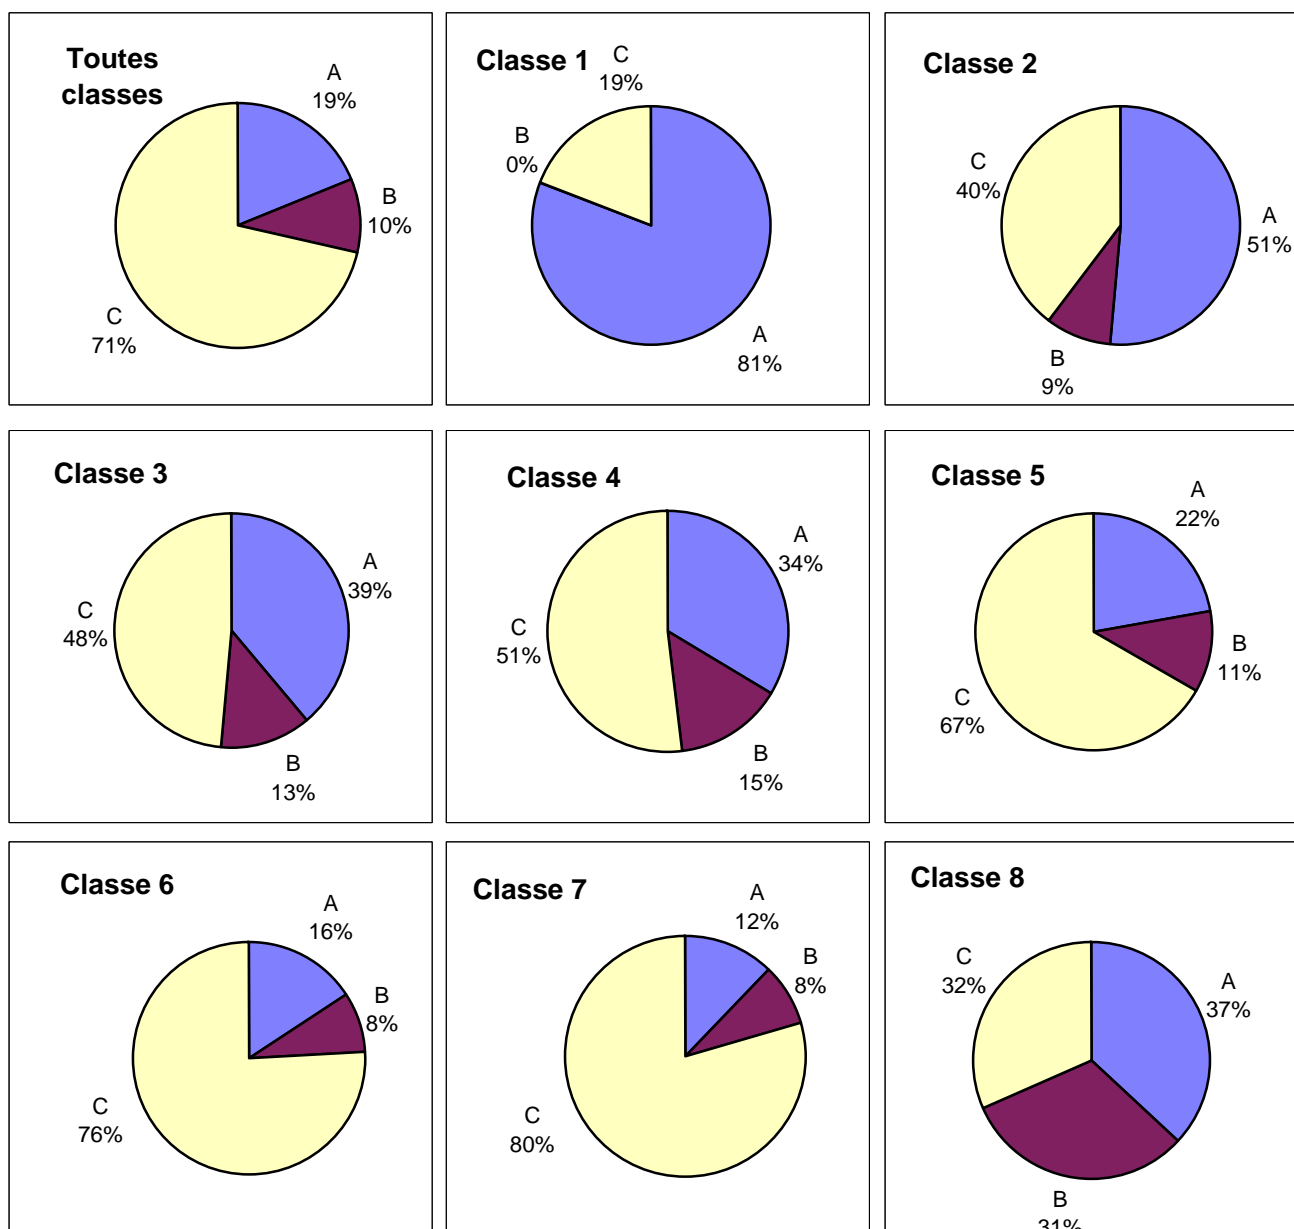 Toutes
classes
A
19%
B
10%
C
71%
Classe 1
C
19%
B
0%
A
81%
Classe 2
C
40%
A
51%
B
9%
Classe 3
A
39%
C
48%
B
13%
Classe 4
A
34%
C
51%
B
15%
Classe 5
A
22%
B
11%
C
67%
Classe 6
A
16%
B
8%
C
76%
Classe 7
A
12%
B
8%
C
80%
Classe 8
C
32%
A
37%
B
31%